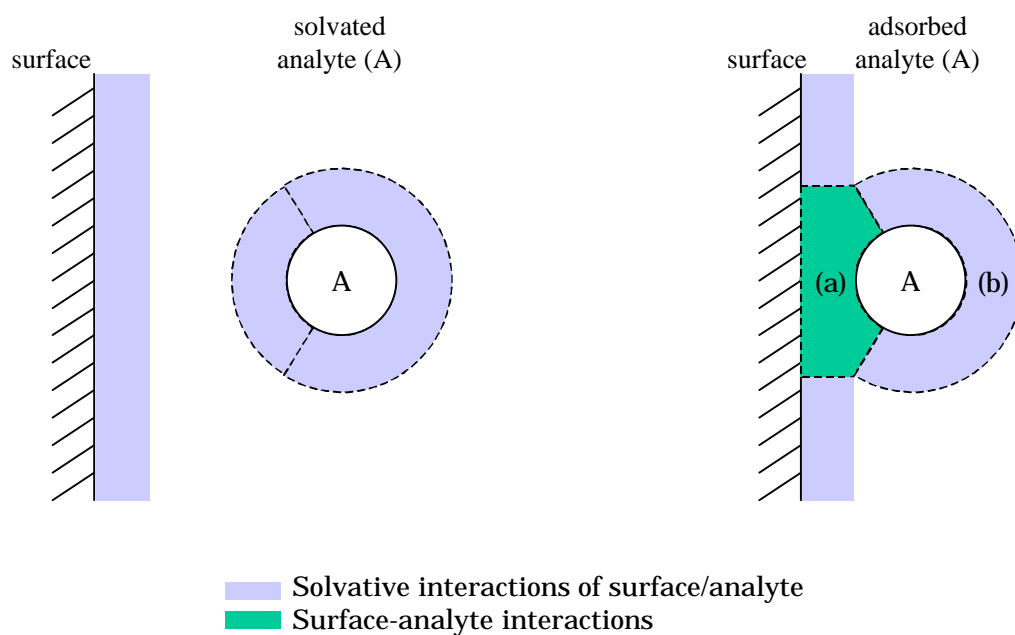 surface
solvated
analyte (A)
A
surface
adsorbed
analyte (A)
(a)
A
(b)
Solvative interactions of surface/analyte
Surface-analyte interactions